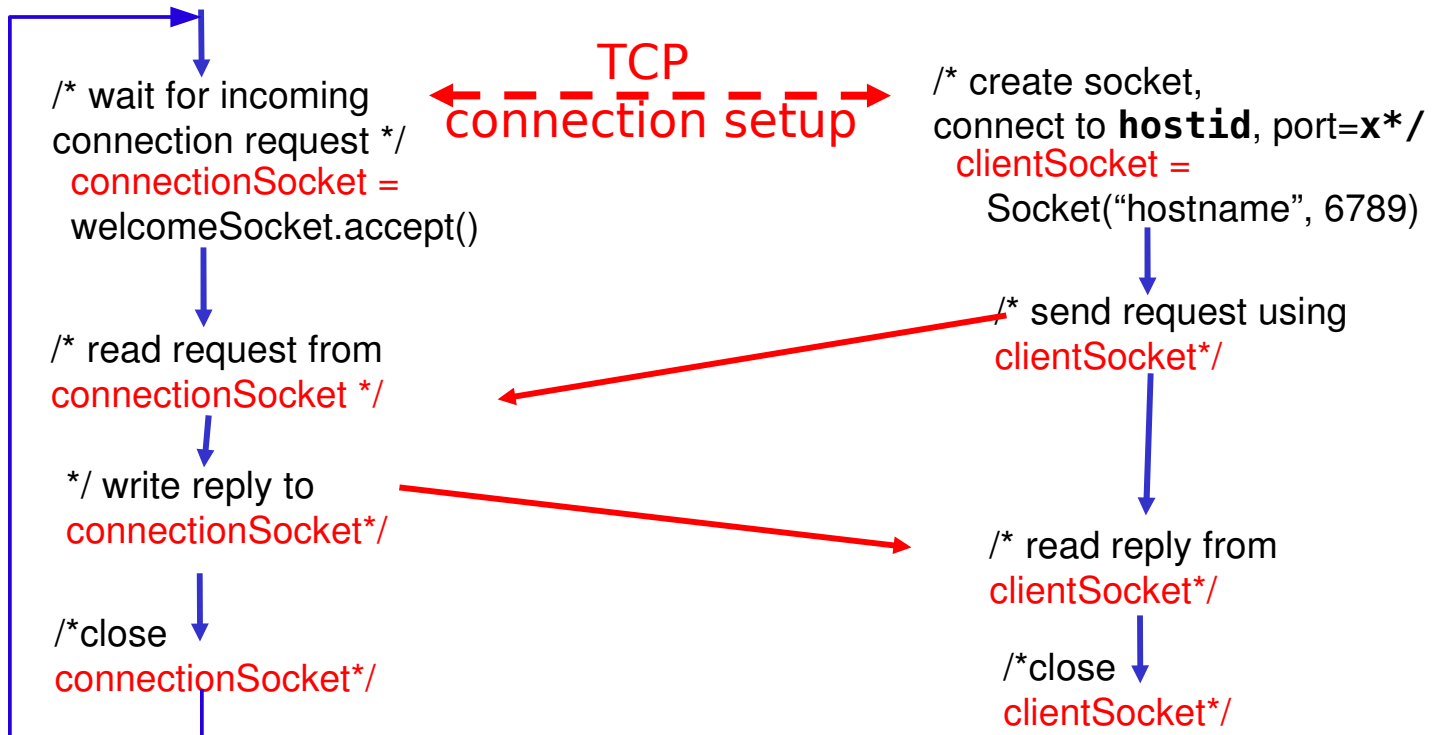 TCP
connection setup
/* wait for incoming
connection request */
connectionSocket =
welcomeSocket.accept()
/* read request from
connectionSocket */
*/ write reply to
connectionSocket*/
/*close
connectionSocket*/
/* create socket,
connect to hostid, port=x*/
clientSocket =
Socket(“hostname”, 6789)
/* send request using
clientSocket*/
/* read reply from
clientSocket*/
/*close
clientSocket*/